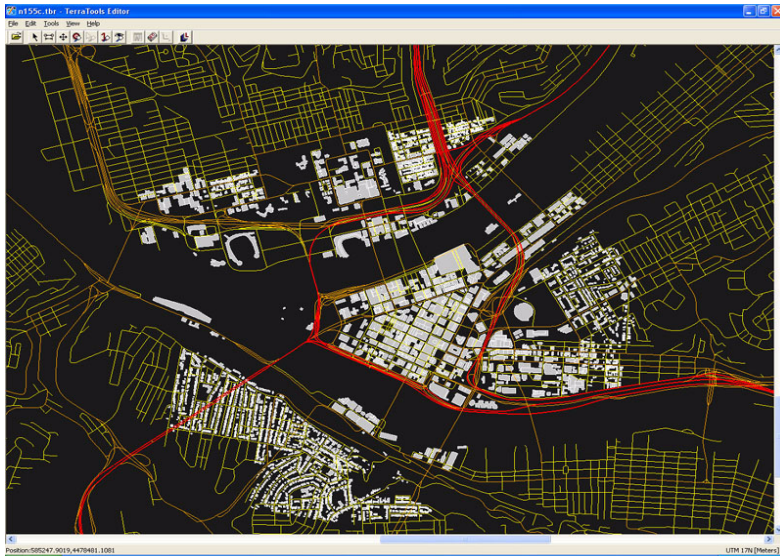 n155c.tbr - TerraTools Editor
File Edit Tools View Help
Position:585247.9019,4478481.1081 UTM 17N [Meters]